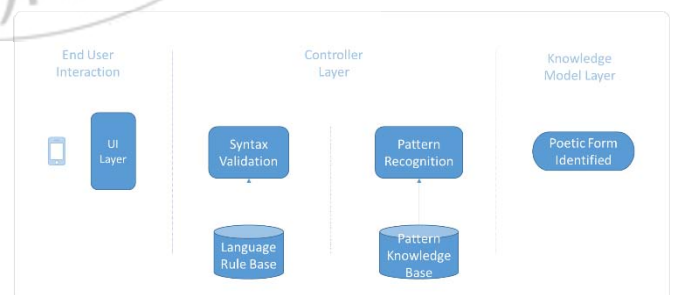 End User
Interaction
Controller
Layer
Knowledge
Model Layer
UI
Layer
Syntax
Validation
Pattern
Recognition
Poetic Form
Identified
Language
Rule Base
Pattern
Knowledge
Base